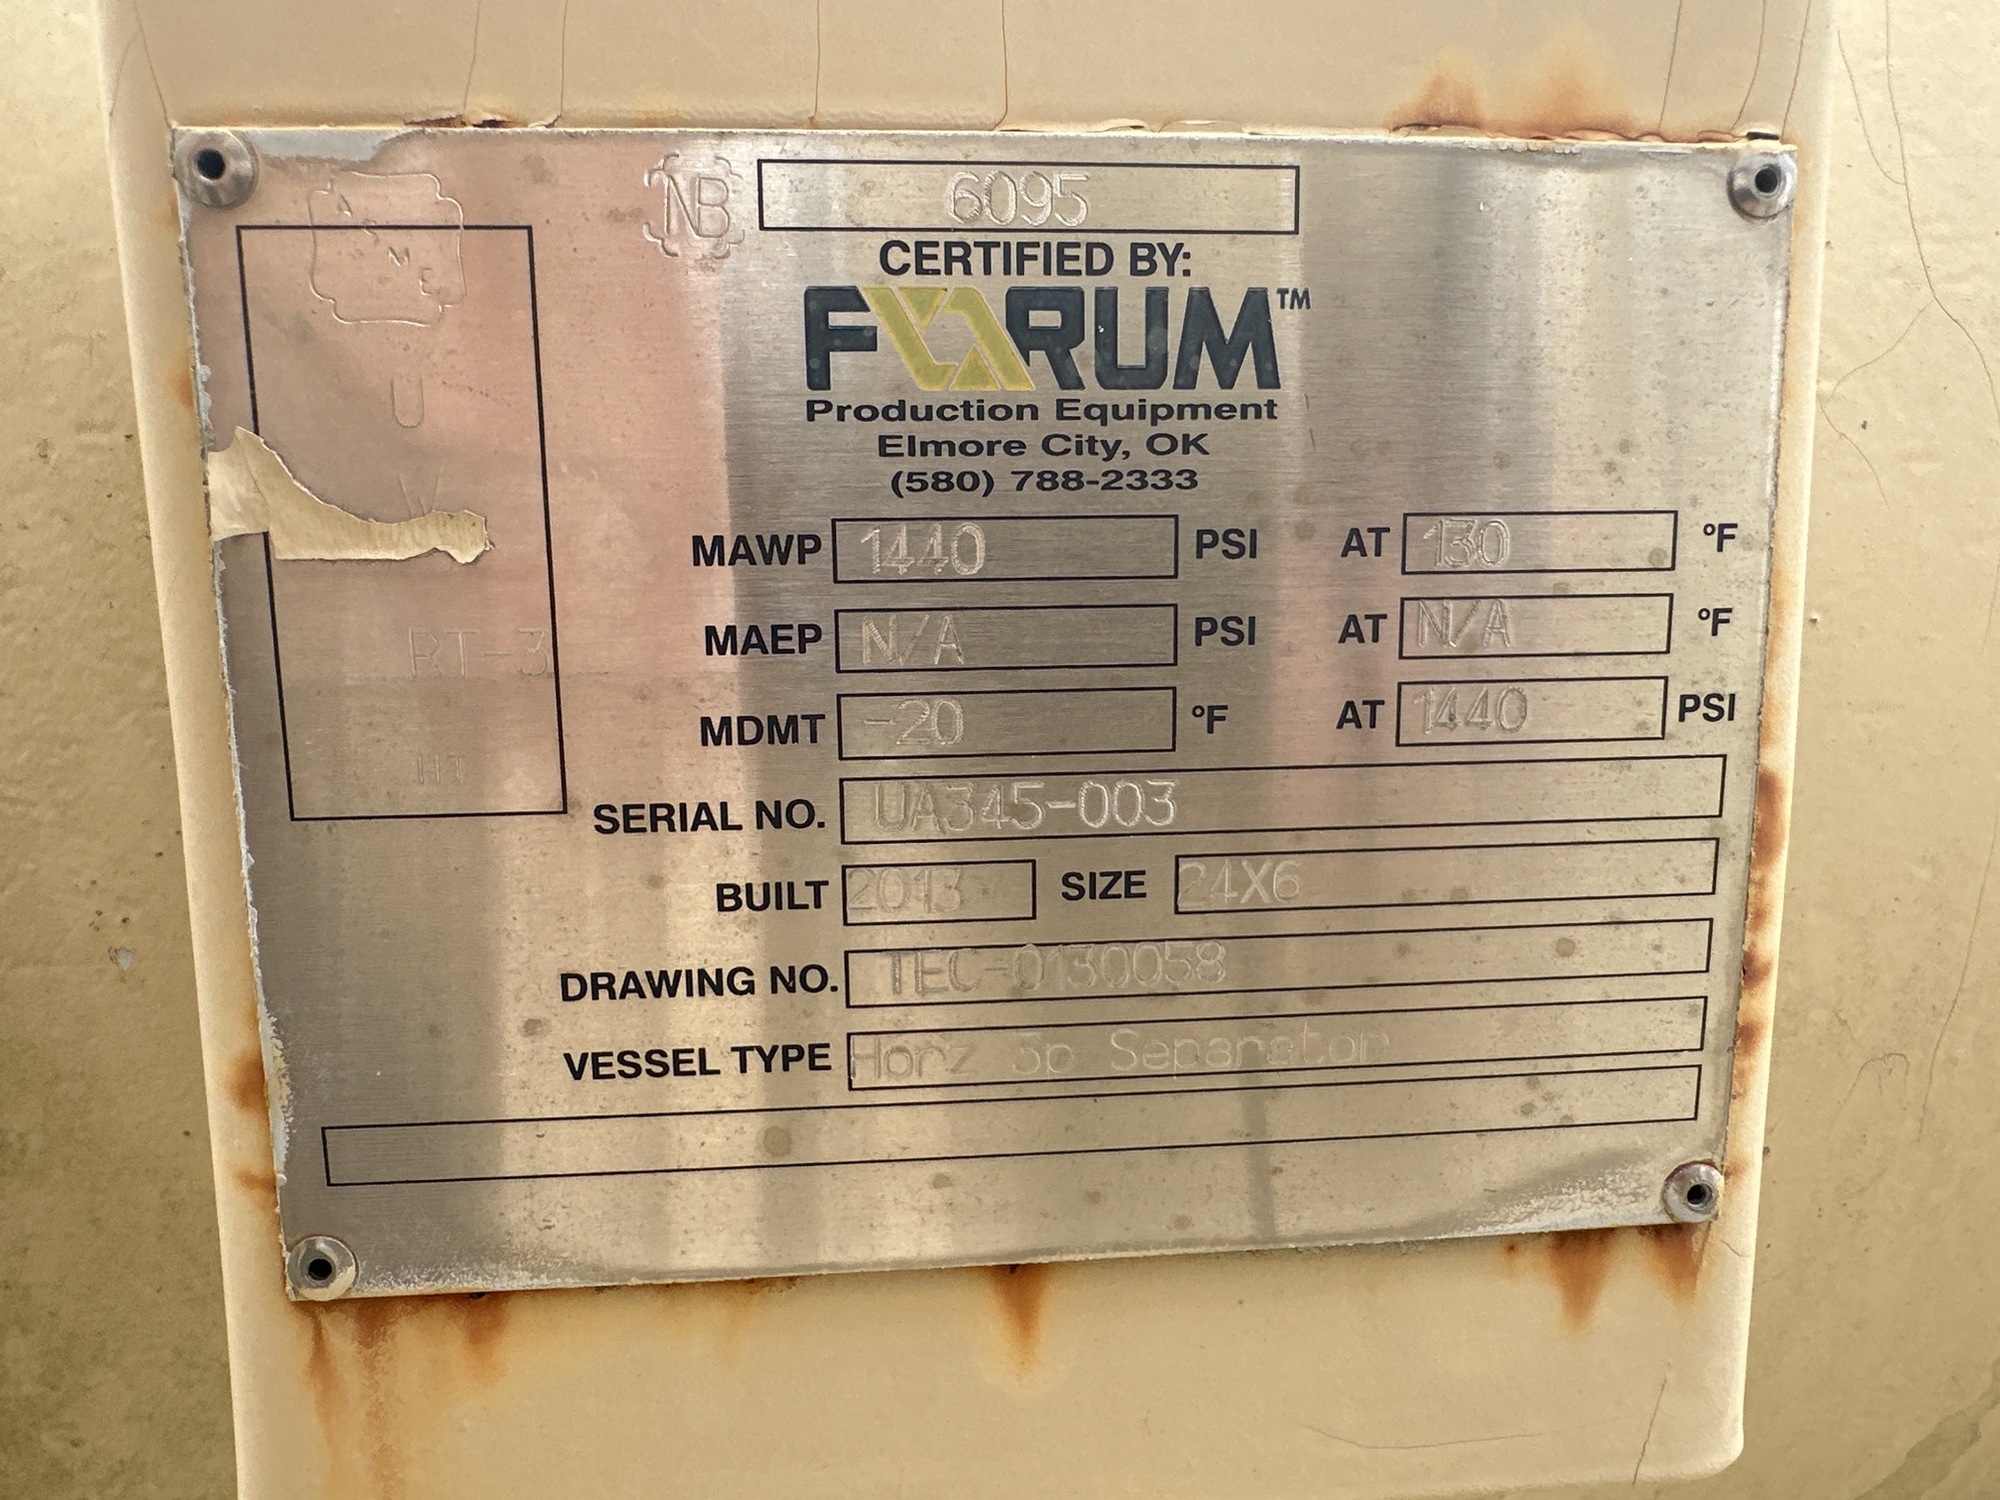 NB 6095
CERTIFIED BY:
FORUM™
Production Equipment
Elmore City, OK
(580) 788-2333
ASME
U
W
RT-3
HT
MAWP 1440 PSI AT 130 °F
MAEP N/A PSI AT N/A °F
MDMT -20 °F AT 1440 PSI
SERIAL NO. UA345-003
BUILT 2013 SIZE 24X6
DRAWING NO. TEC-0130058
VESSEL TYPE Horz 3p Separator